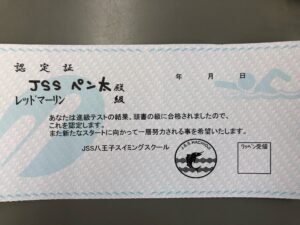 認定証
JSS ペン太 殿 年 月 日
レッドマーリン 級
あなたは進級テストの結果、頭書の級に合格されましたので、
これを認定します。
また新たなスタートに向かって一層努力される事を希望いたします。
JSS八王子スイミングスクール
J.S.S HACHIOJI
ワッペン受領